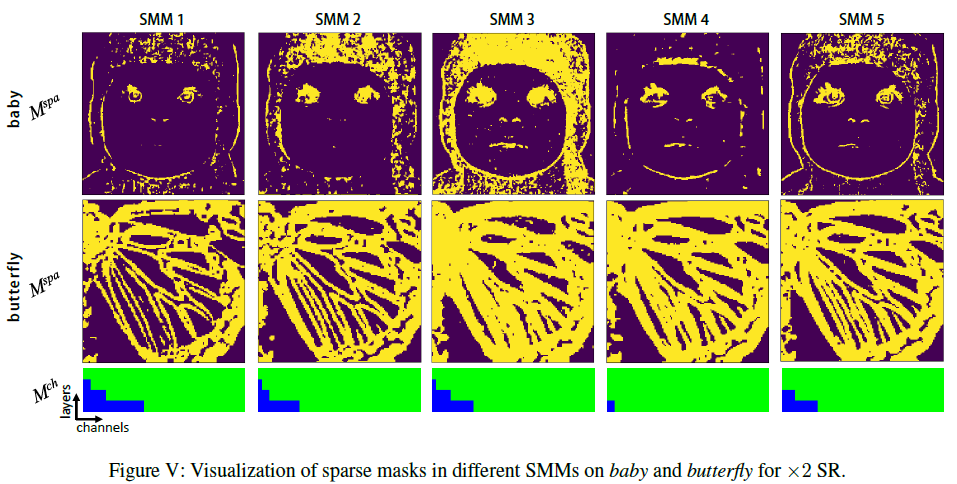 SMM 1 SMM 2 SMM 3 SMM 4 SMM 5
baby
M^spa
butterfly
M^spa
M^ch
layers
channels
Figure V: Visualization of sparse masks in different SMMs on baby and butterfly for ×2 SR.